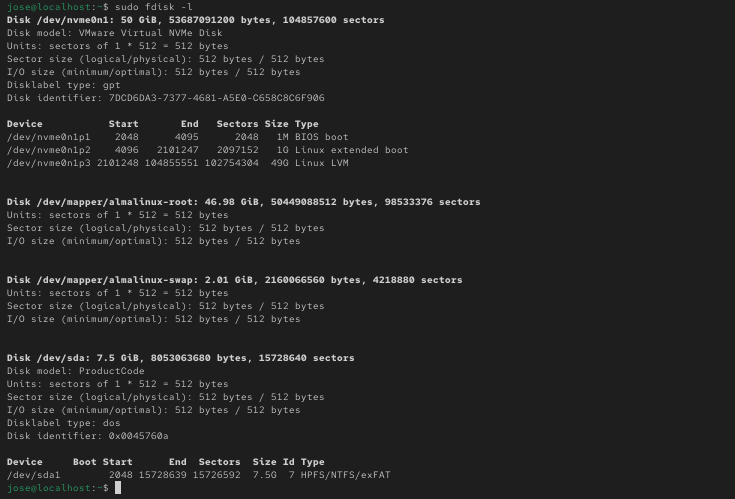 jose@localhost:~$ sudo fdisk -l
Disk /dev/nvme0n1: 50 GiB, 53687091200 bytes, 104857600 sectors
Disk model: VMware Virtual NVMe Disk
Units: sectors of 1 * 512 = 512 bytes
Sector size (logical/physical): 512 bytes / 512 bytes
I/O size (minimum/optimal): 512 bytes / 512 bytes
Disklabel type: gpt
Disk identifier: 7DCD6DA3-7377-4681-A5E0-C658C8C6F906
Device Start End Sectors Size Type
/dev/nvme0n1p1 2048 4095 2048 1M BIOS boot
/dev/nvme0n1p2 4096 2101247 2097152 1G Linux extended boot
/dev/nvme0n1p3 2101248 104855551 102754304 49G Linux LVM
Disk /dev/mapper/almalinux-root: 46.98 GiB, 50449088512 bytes, 98533376 sectors
Units: sectors of 1 * 512 = 512 bytes
Sector size (logical/physical): 512 bytes / 512 bytes
I/O size (minimum/optimal): 512 bytes / 512 bytes
Disk /dev/mapper/almalinux-swap: 2.01 GiB, 2160066560 bytes, 4218880 sectors
Units: sectors of 1 * 512 = 512 bytes
Sector size (logical/physical): 512 bytes / 512 bytes
I/O size (minimum/optimal): 512 bytes / 512 bytes
Disk /dev/sda: 7.5 GiB, 8053063680 bytes, 15728640 sectors
Disk model: ProductCode
Units: sectors of 1 * 512 = 512 bytes
Sector size (logical/physical): 512 bytes / 512 bytes
I/O size (minimum/optimal): 512 bytes / 512 bytes
Disklabel type: dos
Disk identifier: 0x0045760a
Device Boot Start End Sectors Size Id Type
/dev/sda1 2048 15728639 15726592 7.5G 7 HPFS/NTFS/exFAT
jose@localhost:~$